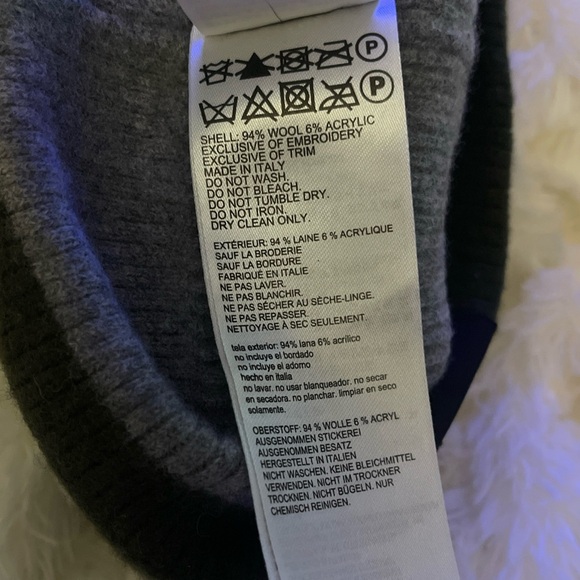 P
P
SHELL: 94% WOOL 6% ACRYLIC
EXCLUSIVE OF EMBROIDERY
EXCLUSIVE OF TRIM
MADE IN ITALY
DO NOT WASH.
DO NOT BLEACH.
DO NOT TUMBLE DRY.
DO NOT IRON.
DRY CLEAN ONLY.
EXTÉRIEUR: 94 % LAINE 6 % ACRYLIQUE
SAUF LA BRODERIE
SAUF LA BORDURE
FABRIQUÉ EN ITALIE
NE PAS LAVER.
NE PAS BLANCHIR.
NE PAS SÉCHER AU SÈCHE-LINGE.
NE PAS REPASSER.
NETTOYAGE À SEC SEULEMENT.
tela exterior: 94% lana 6% acrílico
no incluye el bordado
no incluye el adorno
hecho en italia
no lavar. no usar blanqueador. no secar
en secadora. no planchar. limpiar en seco
solamente.
OBERSTOFF: 94 % WOLLE 6 % ACRYL
AUSGENOMMEN STICKEREI
AUSGENOMMEN BESATZ
HERGESTELLT IN ITALIEN
NICHT WASCHEN. KEINE BLEICHMITTEL
VERWENDEN. NICHT IM TROCKNER
TROCKNEN. NICHT BÜGELN. NUR
CHEMISCH REINIGEN.